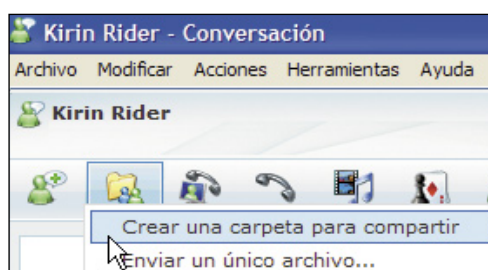 Kirin Rider - Conversación
Archivo Modificar Acciones Herramientas Ayuda
Kirin Rider
Crear una carpeta para compartir
Enviar un único archivo...